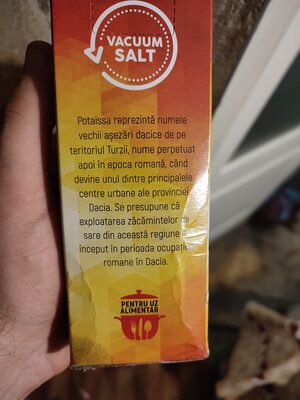 VACUUM
SALT
Potaissa reprezintă numele
vechii așezări dacice de pe
teritoriul Turzii, nume perpetuat
apoi în epoca romană, când
devine unul dintre principalele
centre urbane ale provinciei
Dacia. Se presupune că
exploatarea zăcămintelor de
sare din această regiune a
început în perioada ocupație
romane în Dacia.
PENTRU UZ
ALIMENTAR